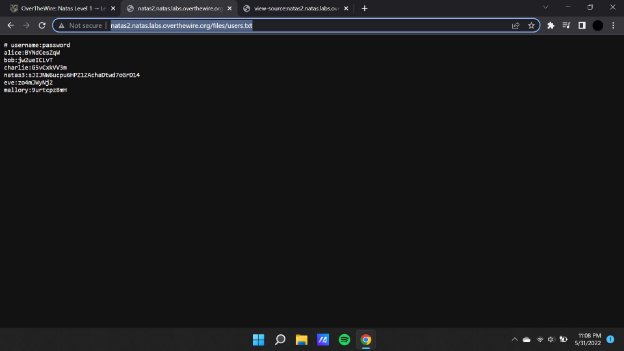 OverTheWire: Natas Level 1 → Le
natas2.natas.labs.overthewire.org
view-source:natas2.natas.labs.ov
Not secure | natas2.natas.labs.overthewire.org/files/users.txt
# username:password
alice:BYNdCesZqW
bob:jw2ueICLvT
charlie:G5vCxkVV3m
natas3:
eve:zo4mJWyNj2
mallory:9urtcpzBmH
11:08 PM
5/31/2022